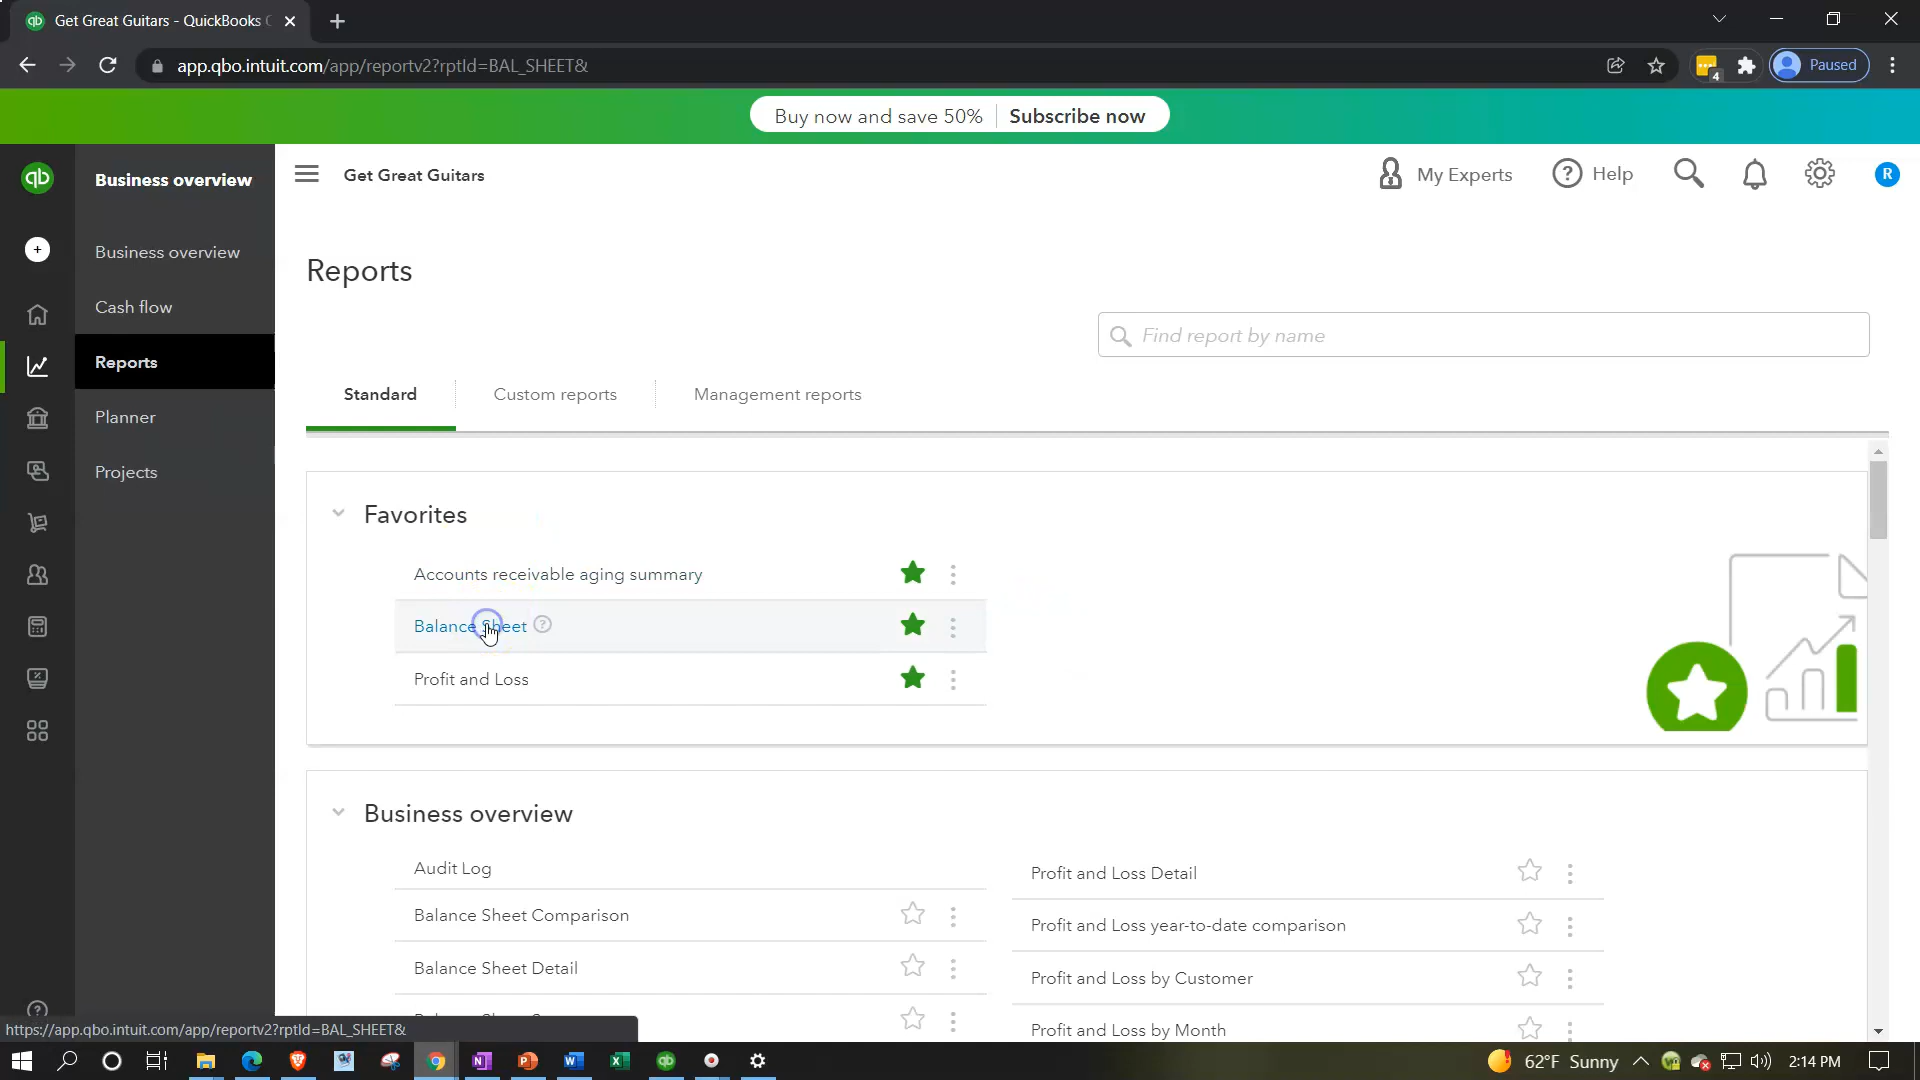 Get Great Guitars - QuickBooks
app.qbo.intuit.com/app/reportv2?rptId=BAL_SHEET&
4
Paused
Buy now and save 50% Subscribe now
qb
Business overview
Get Great Guitars
My Experts
Help
R
Business overview
Cash flow
Reports
Planner
Projects
Reports
Find report by name
Standard
Custom reports
Management reports
Favorites
Accounts receivable aging summary
Balance Sheet
Profit and Loss
Business overview
Audit Log
Balance Sheet Comparison
Balance Sheet Detail
Profit and Loss Detail
Profit and Loss year-to-date comparison
Profit and Loss by Customer
Profit and Loss by Month
https://app.qbo.intuit.com/app/reportv2?rptId=BAL_SHEET&
62°F Sunny
2:14 PM